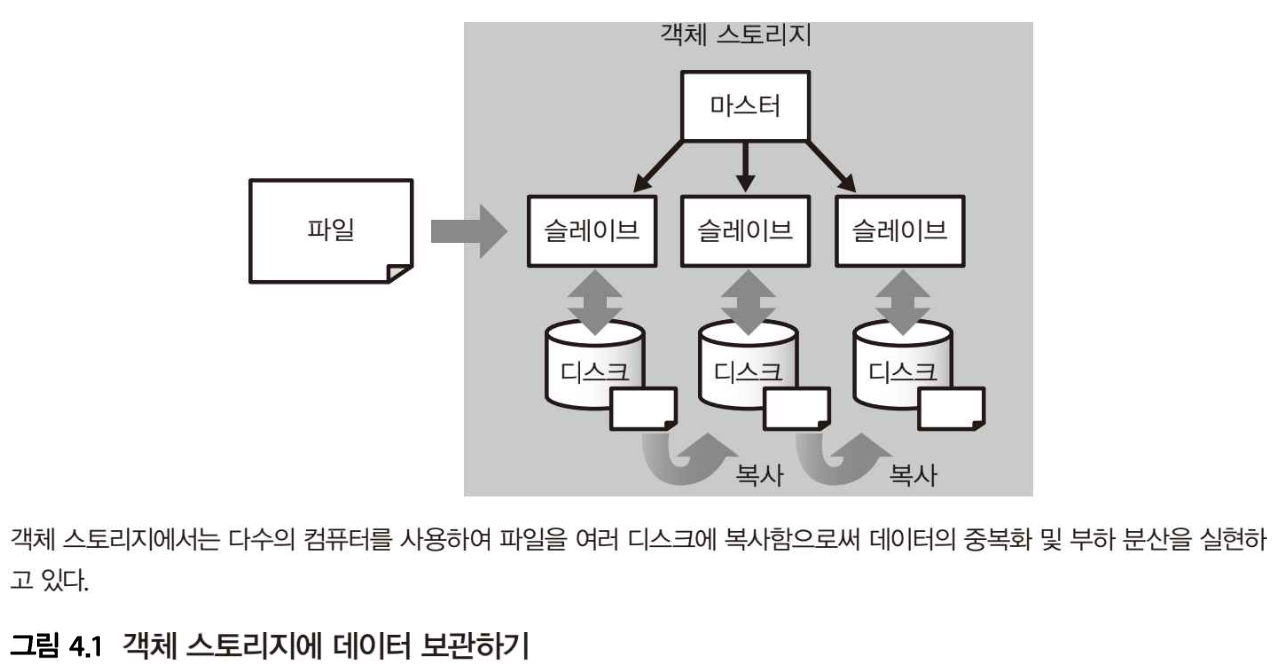 객체 스토리지
마스터
파일
슬레이브
슬레이브
슬레이브
디스크
디스크
디스크
복사
복사
객체 스토리지에서는 다수의 컴퓨터를 사용하여 파일을 여러 디스크에 복사함으로써 데이터의 중복화 및 부하 분산을 실현하
고 있다.
그림 4.1 객체 스토리지에 데이터 보관하기